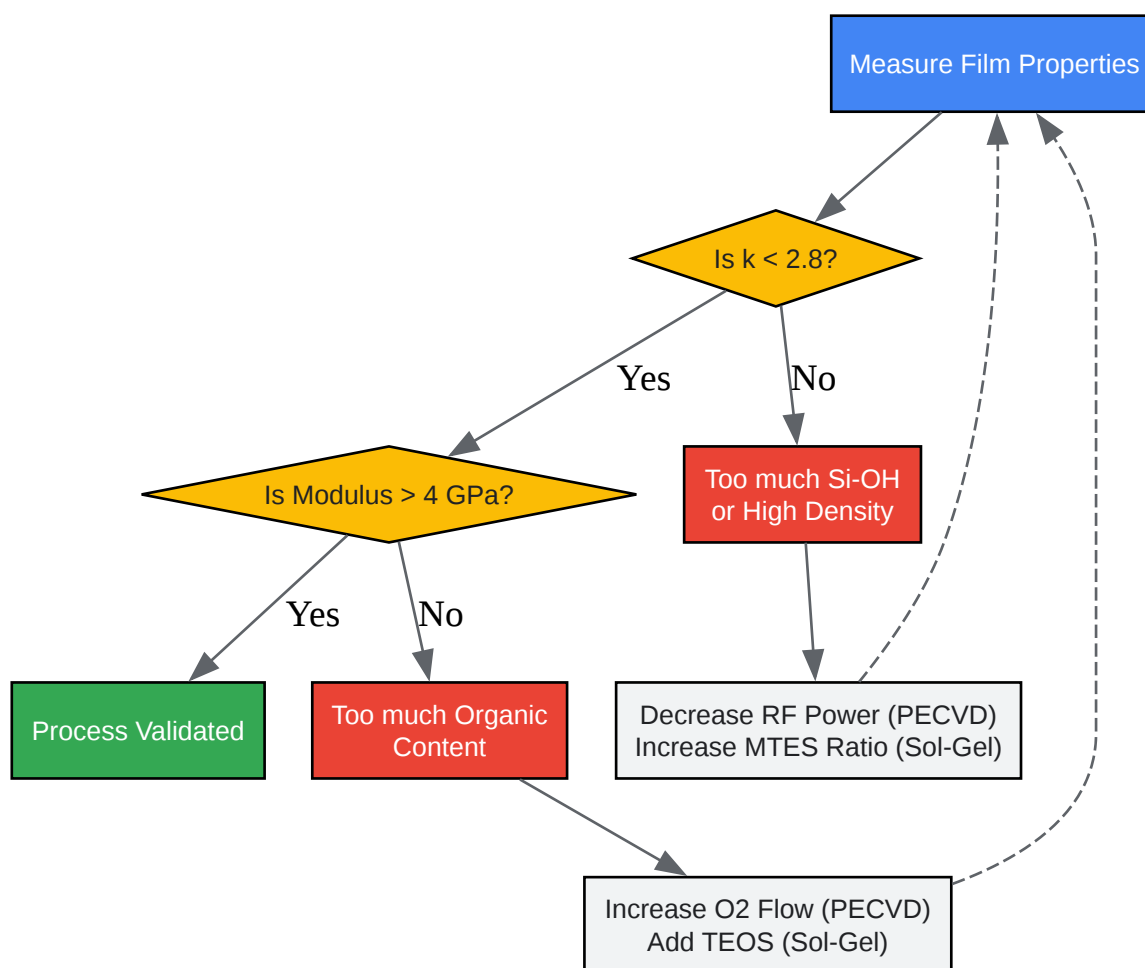 Measure Film Properties
Is k < 2.8?
Yes
No
Is Modulus > 4 GPa?
Too much Si-OH
or High Density
Yes
No
Process Validated
Too much Organic
Content
Decrease RF Power (PECVD)
Increase MTES Ratio (Sol-Gel)
Increase O2 Flow (PECVD)
Add TEOS (Sol-Gel)